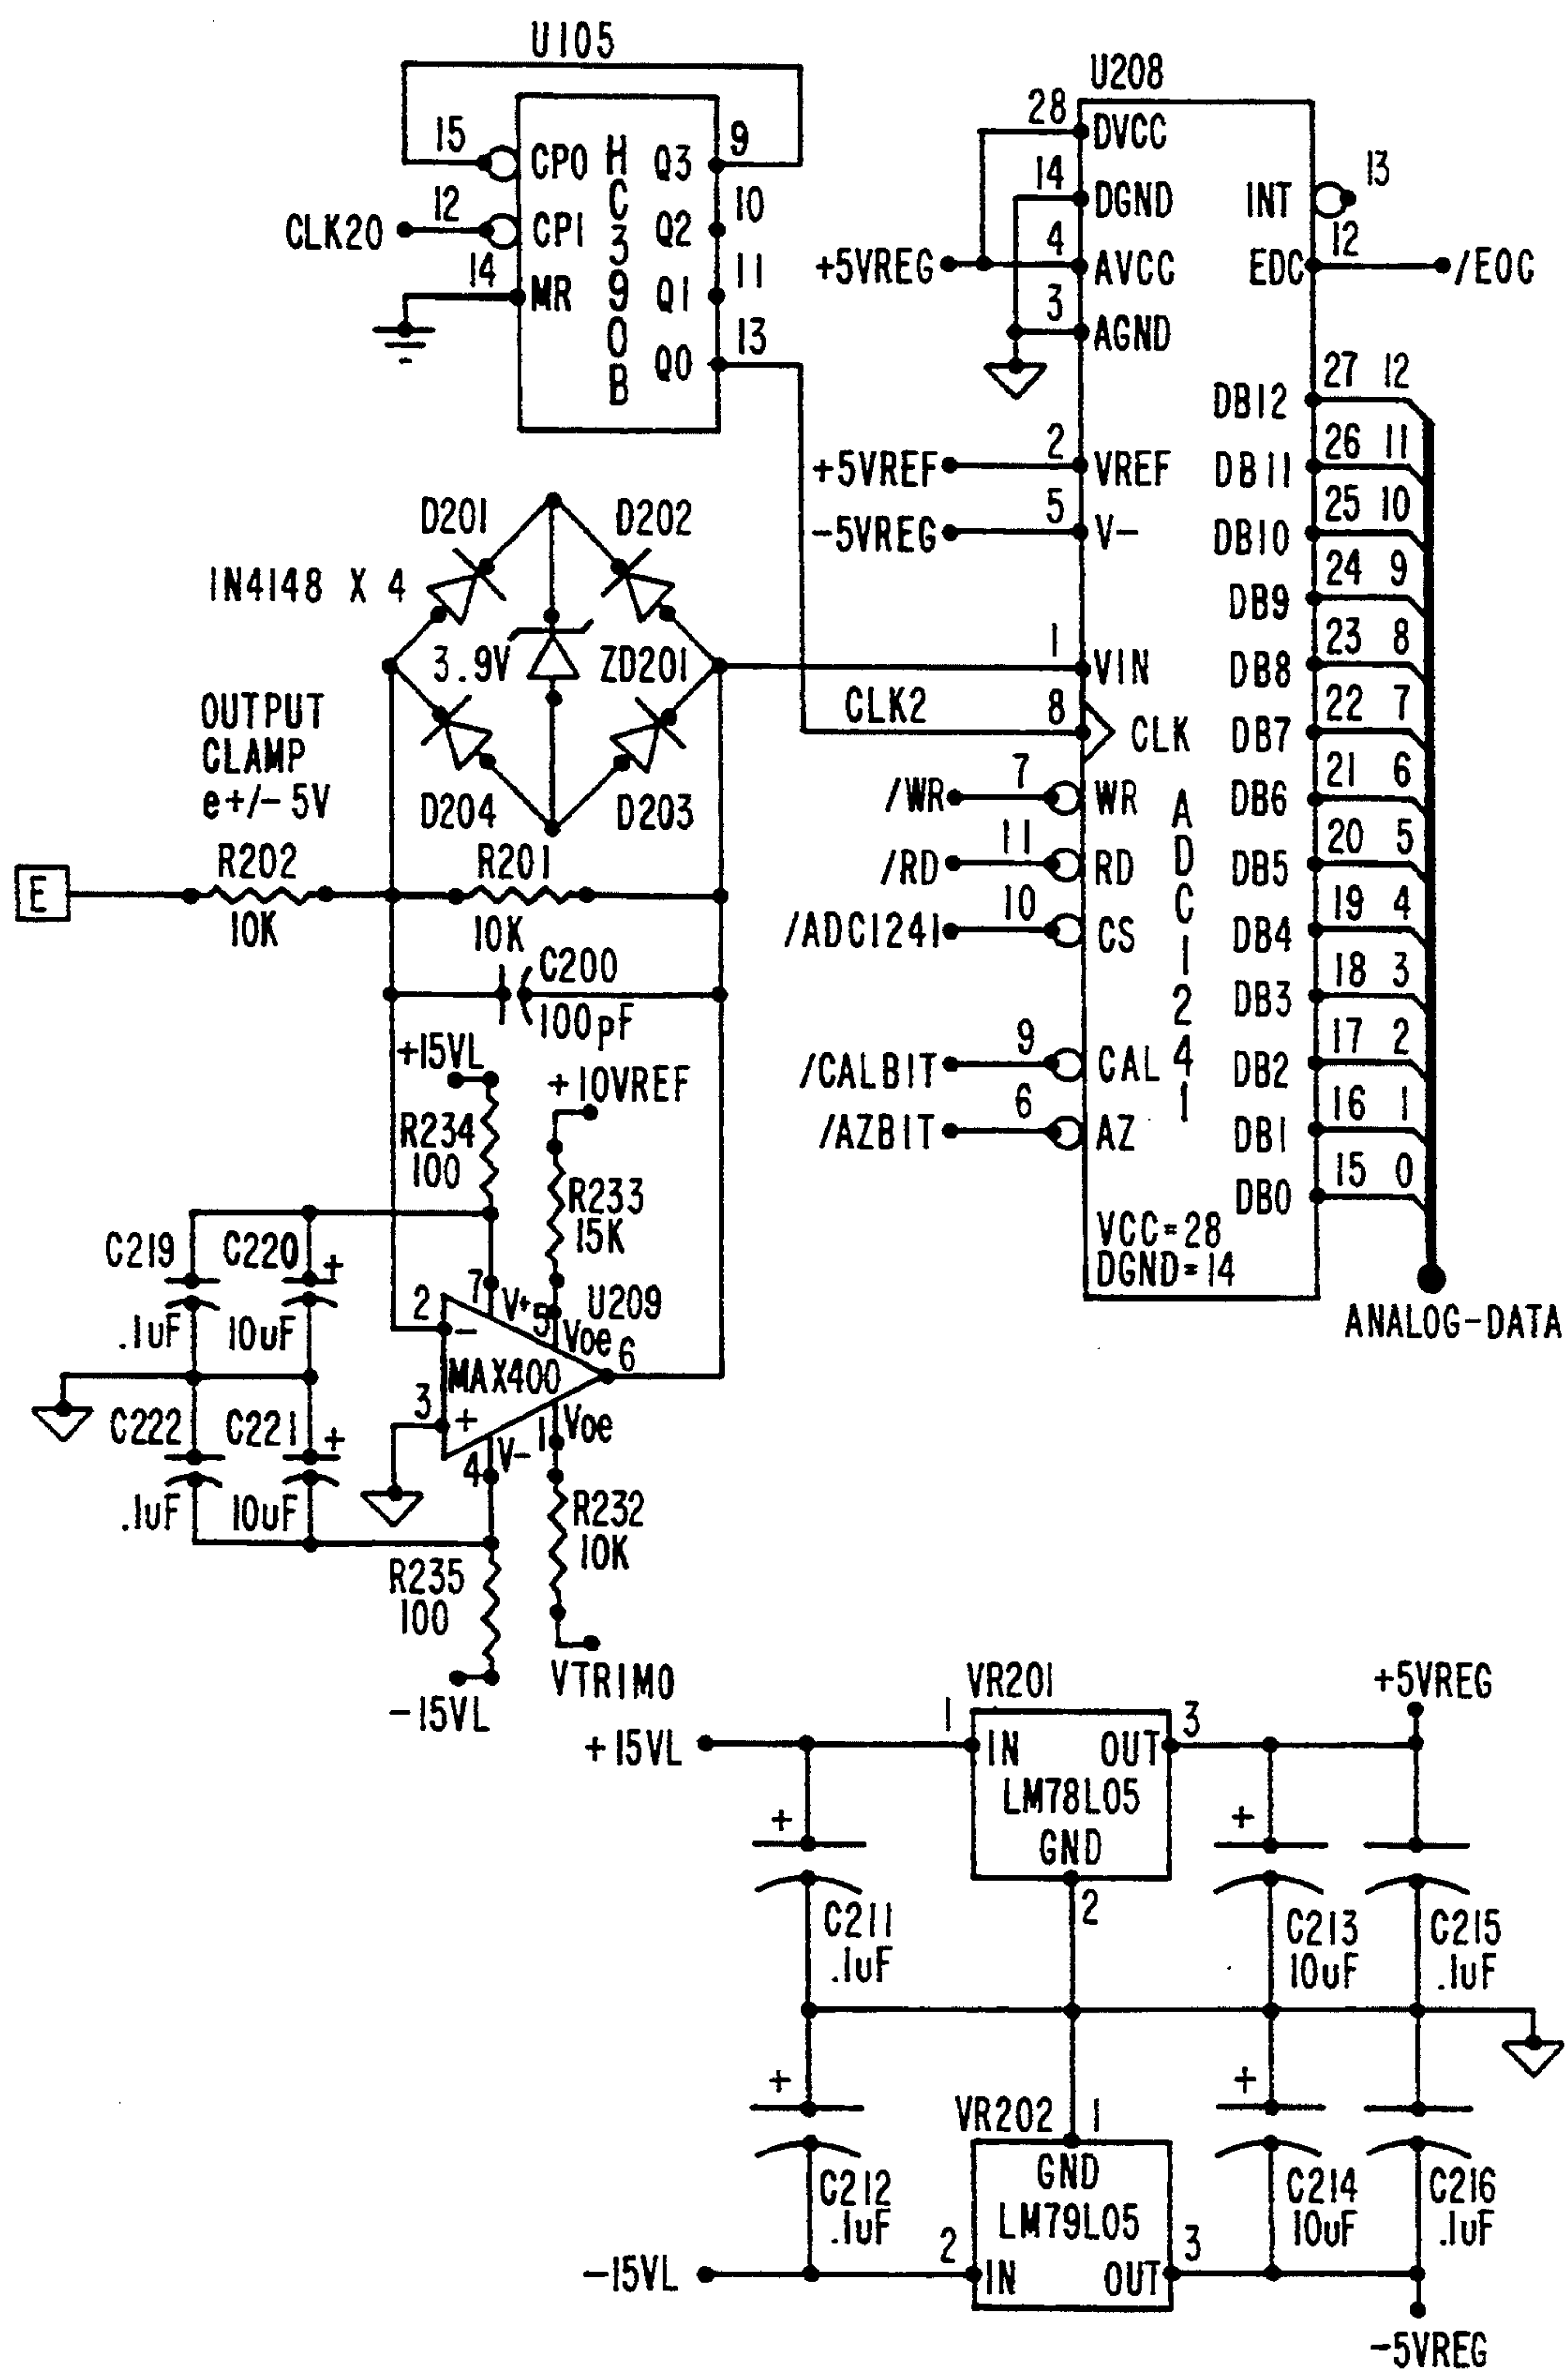 U105
15
CP0
Q3
9
CLK20
12
CP1
Q2
10
14
MR
Q1
11
Q0
13
HC390B
U208
28
DVCC
14
DGND
INT
13
+5VREG
4
AVCC
EDC
12
/EOC
3
AGND
DB12
27 12
+5VREF
2
VREF
DB11
26 11
-5VREG
5
V-
DB10
25 10
DB9
24 9
1
VIN
DB8
23 8
CLK2
8
CLK
DB7
22 7
/WR
7
WR
DB6
21 6
/RD
11
RD
DB5
20 5
/ADC1241
10
CS
DB4
19 4
DB3
18 3
/CALBIT
9
CAL
DB2
17 2
/AZBIT
6
AZ
DB1
16 1
DB0
15 0
ADC1241
VCC=28
DGND=14
ANALOG-DATA
D201
D202
1N4148 X 4
3.9V
ZD201
OUTPUT
CLAMP
e+/-5V
D204
D203
E
R202
10K
R201
10K
C200
100pF
+15VL
+10VREF
R234
100
R233
15K
C219
.1uF
C220
+
10uF
7
V+
5
Voe
U209
2
-
MAX400
6
3
+
C222
.1uF
C221
+
10uF
4
V-
1
Voe
R232
10K
R235
100
-15VL
VTRIM0
VR201
+5VREG
+15VL
1
IN
OUT
3
LM78L05
GND
2
+
C211
.1uF
+
C213
10uF
C215
.1uF
+
C212
.1uF
VR202
1
GND
LM79L05
+
C214
10uF
C216
.1uF
-15VL
2
IN
OUT
3
-5VREG